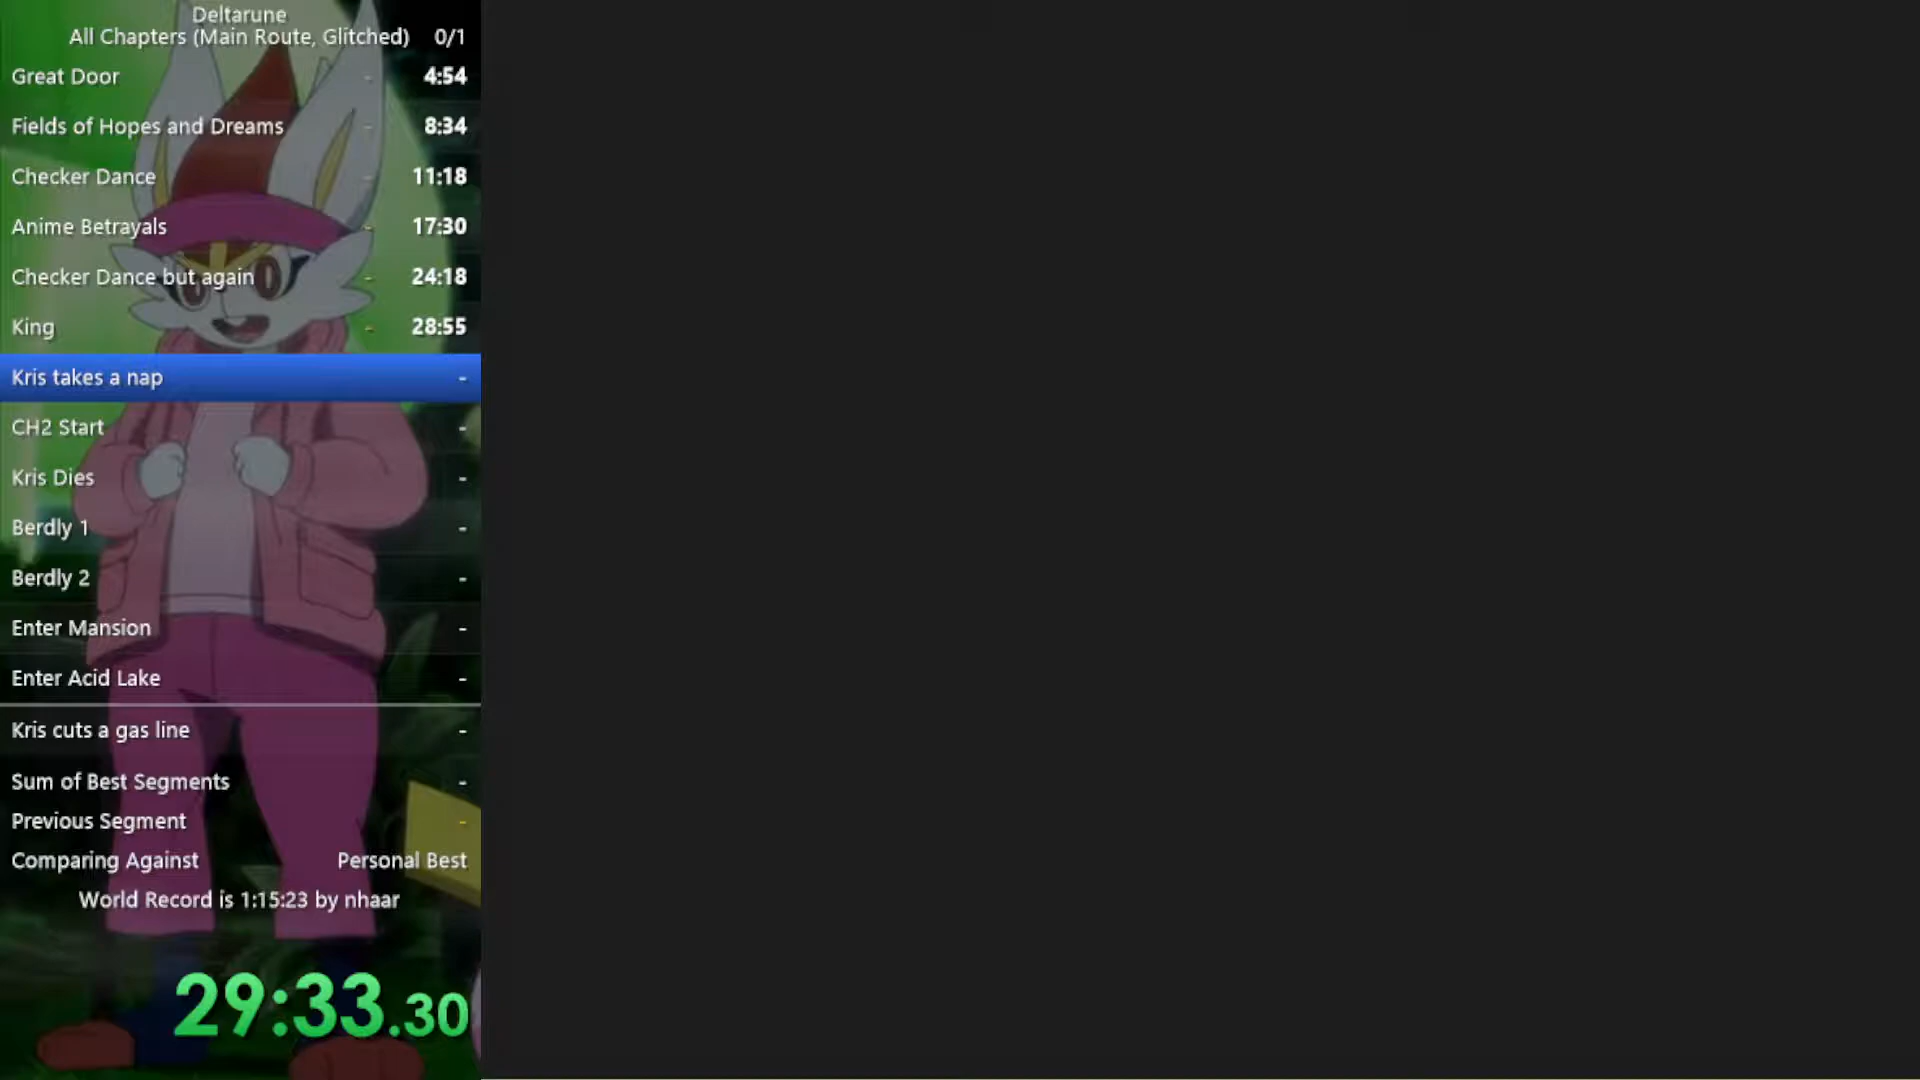 Deltarune
All Chapters (Main Route, Glitched) 0/1
Great Door - 4:54
Fields of Hopes and Dreams - 8:34
Checker Dance - 11:18
Anime Betrayals - 17:30
Checker Dance but again - 24:18
King - 28:55
Kris takes a nap -
CH2 Start -
Kris Dies -
Berdly 1 -
Berdly 2 -
Enter Mansion -
Enter Acid Lake -
Kris cuts a gas line -
Sum of Best Segments -
Previous Segment -
Comparing Against Personal Best
World Record is 1:15:23 by nhaar
29:33.30